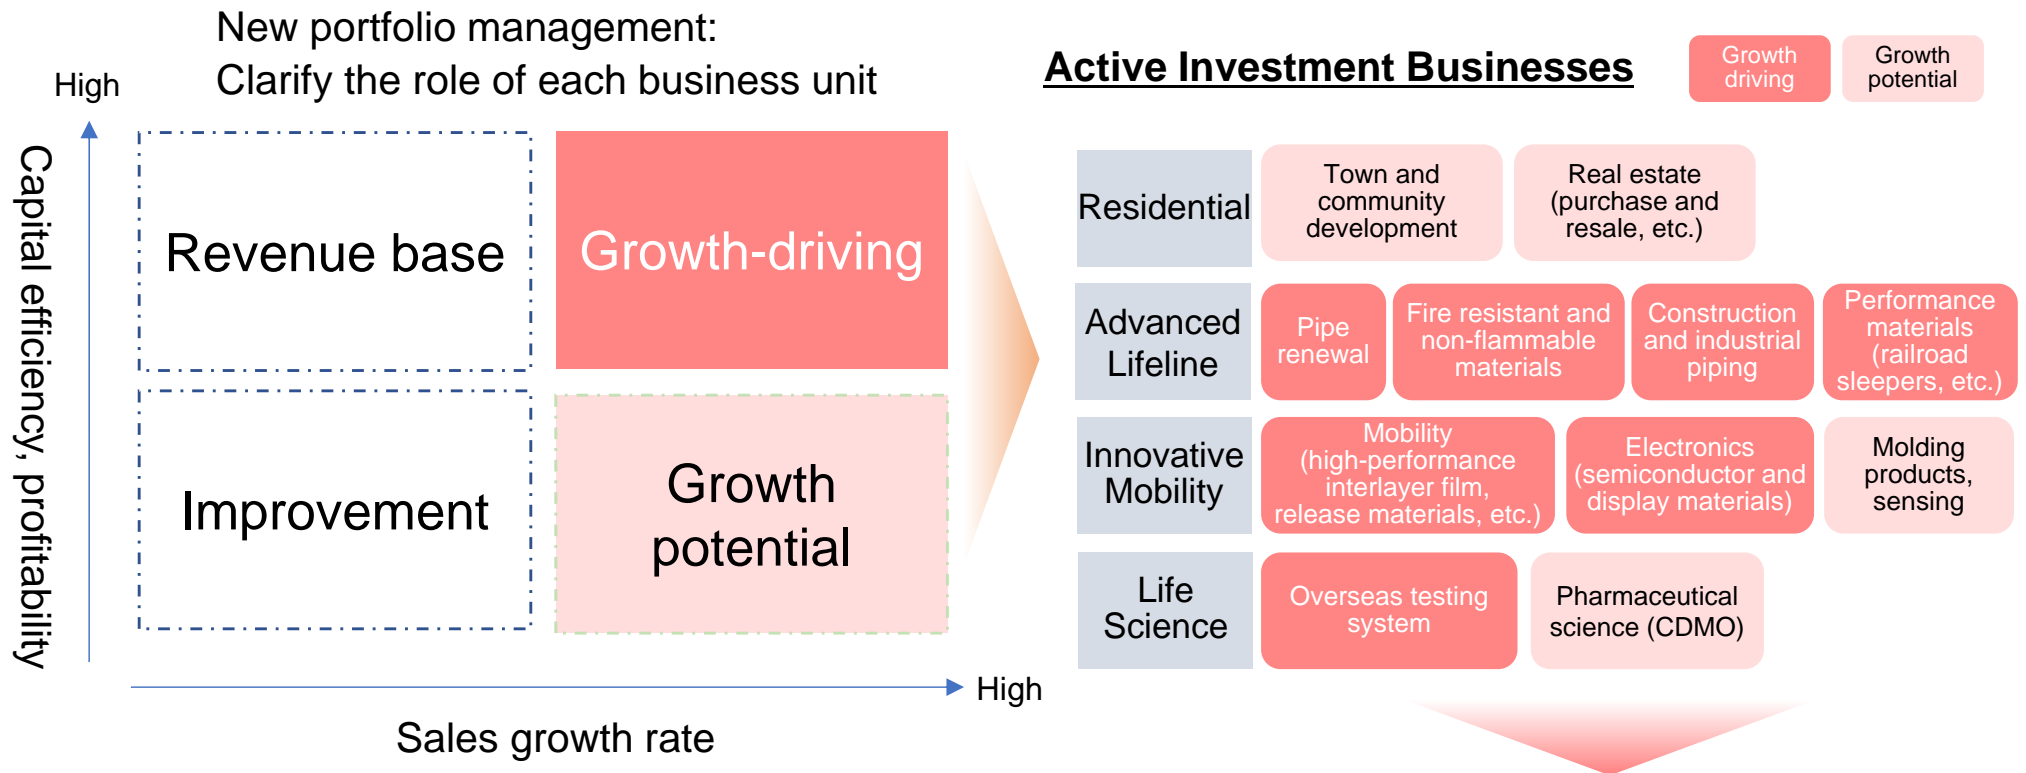 New portfolio management:
Clarify the role of each business unit
High
Capital efficiency, profitability
Revenue base
Growth-driving
Improvement
Growth
potential
High
Sales growth rate
Active Investment Businesses
Growth
driving
Growth
potential
Residential
Town and
community
development
Real estate
(purchase and
resale, etc.)
Advanced
Lifeline
Pipe
renewal
Fire resistant and
non-flammable
materials
Construction
and industrial
piping
Performance
materials
(railroad
sleepers, etc.)
Innovative
Mobility
Mobility
(high-performance
interlayer film,
release materials, etc.)
Electronics
(semiconductor and
display materials)
Molding
products,
sensing
Life
Science
Overseas testing
system
Pharmaceutical
science (CDMO)